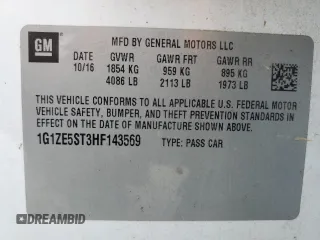 GM
MFD BY GENERAL MOTORS LLC
DATE GVWR GAWR FRT GAWR RR
10/16 1854 KG 959 KG 895 KG
4086 LB 2113 LB 1973 LB
THIS VEHICLE CONFORMS TO ALL APPLICABLE U.S. FEDERAL MOTOR
VEHICLE SAFETY, BUMPER, AND THEFT PREVENTION STANDARDS IN
EFFECT ON THE DATE OF MANUFACTURE SHOWN ABOVE.
1G1ZE5ST3HF143569 TYPE: PASS CAR
DREAMBID